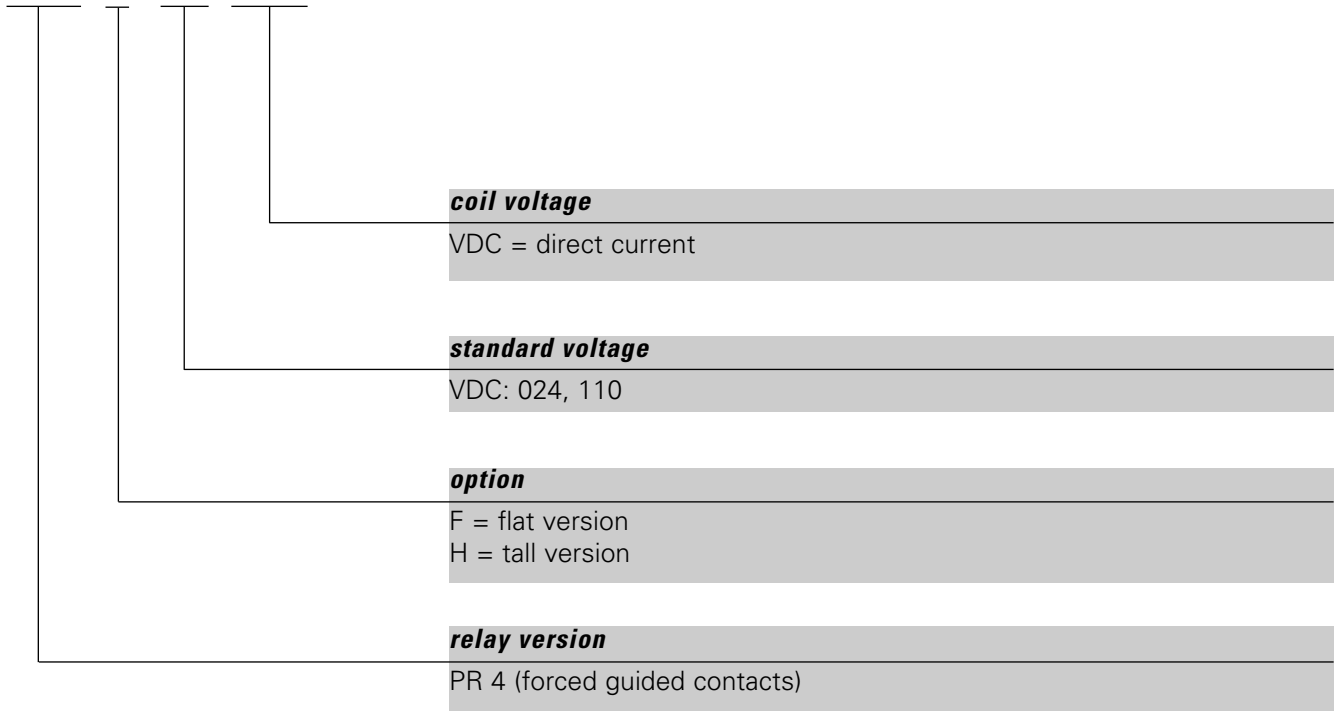 coil voltage
VDC = direct current
standard voltage
VDC: 024, 110
option
F = flat version
H = tall version
relay version
PR 4 (forced guided contacts)